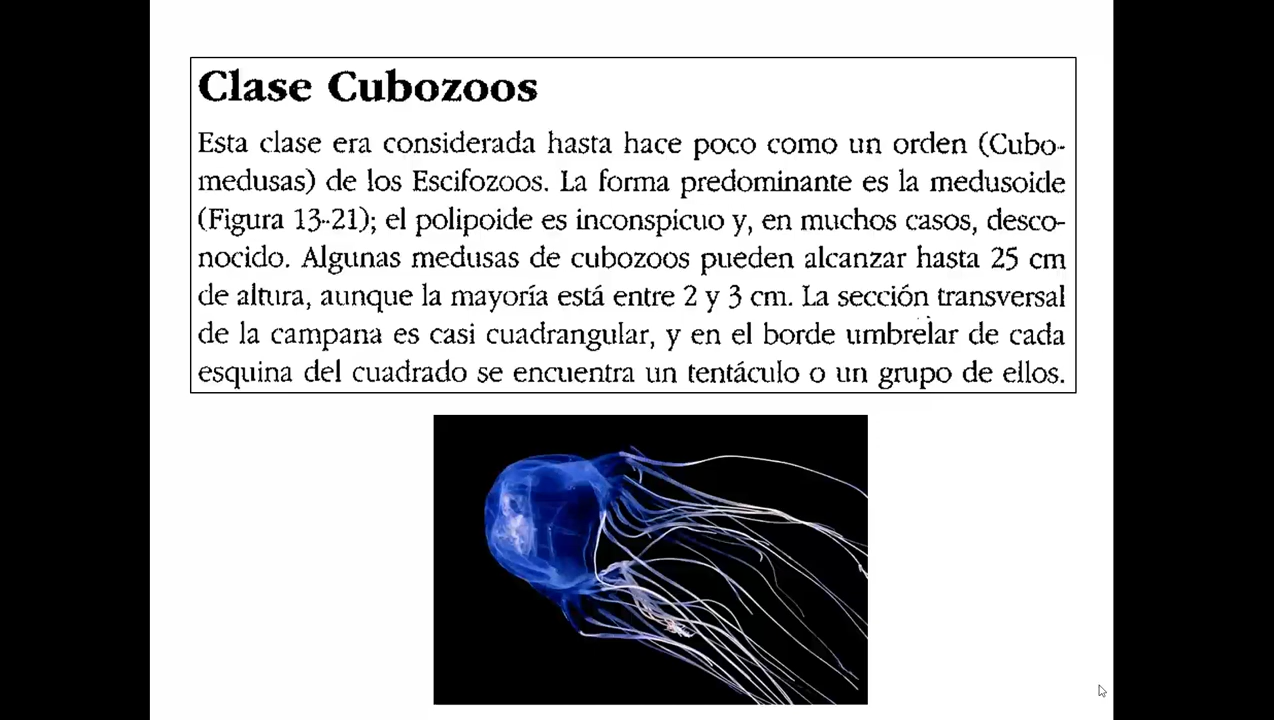 Clase Cubozoos
Esta clase era considerada hasta hace poco como un orden (Cubo-
medusas) de los Escifozoos. La forma predominante es la medusoide
(Figura 13-21); el polipoide es inconspicuo y, en muchos casos, desco-
nocido. Algunas medusas de cubozoos pueden alcanzar hasta 25 cm
de altura, aunque la mayoría está entre 2 y 3 cm. La sección transversal
de la campana es casi cuadrangular, y en el borde umbrelar de cada
esquina del cuadrado se encuentra un tentáculo o un grupo de ellos.